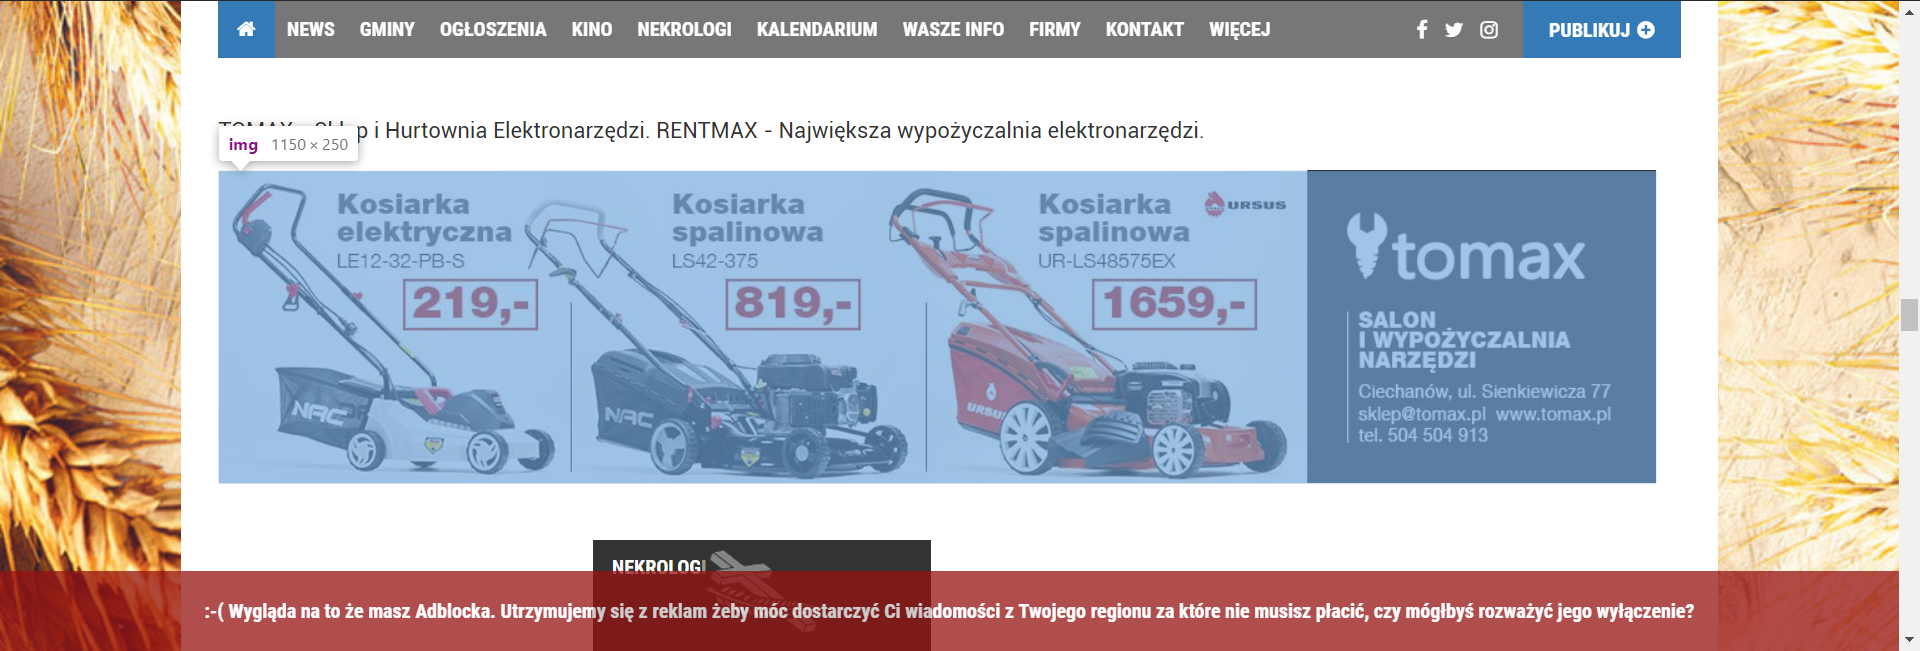 NEWS GMINY OGŁOSZENIA KINO NEKROLOGI KALENDARIUM WASZE INFO FIRMY KONTAKT WIĘCEJ PUBLIKUJ
i Hurtownia Elektronarzędzi. RENTMAX - Największa wypożyczalnia elektronarzędzi.
img 1150 × 250
Kosiarka
elektryczna
LE12-32-PB-S
219,-
NAC
Kosiarka
spalinowa
LS42-375
819,-
NAC
Kosiarka
spalinowa
UR-LS48575EX
1659,-
URSUS
URSUS
tomax
SALON
I WYPOŻYCZALNIA
NARZĘDZI
Ciechanów, ul. Sienkiewicza 77
sklep@tomax.pl www.tomax.pl
tel. 504 504 913
NEKROLOGI
:-( Wygląda na to że masz Adblocka. Utrzymujemy się z reklam żeby móc dostarczyć Ci wiadomości z Twojego regionu za które nie musisz płacić, czy mógłbyś rozważyć jego wyłączenie?